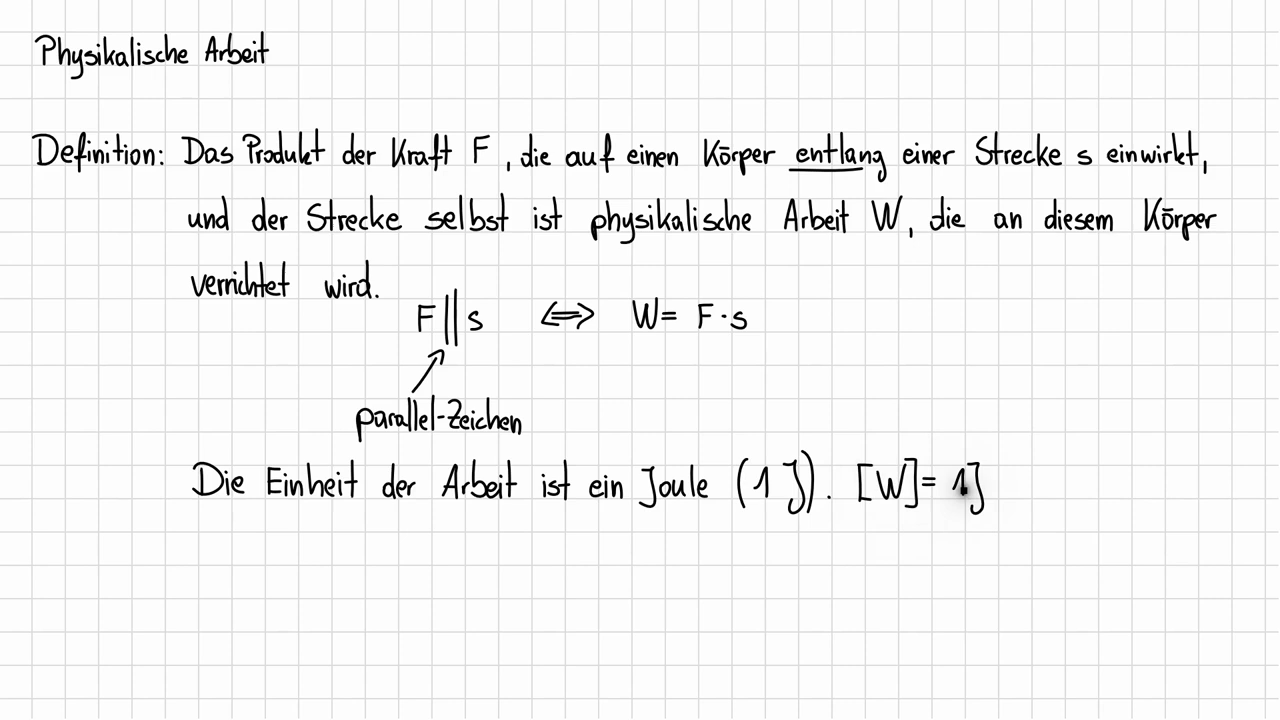 Physikalische Arbeit
Definition: Das Produkt der Kraft F, die auf einen Körper entlang einer Strecke s einwirkt,
und der Strecke selbst ist physikalische Arbeit W, die an diesem Körper
verrichtet wird.
F || s ⟺ W = F · s
parallel-Zeichen
Die Einheit der Arbeit ist ein Joule (1 J). [W] = 1J